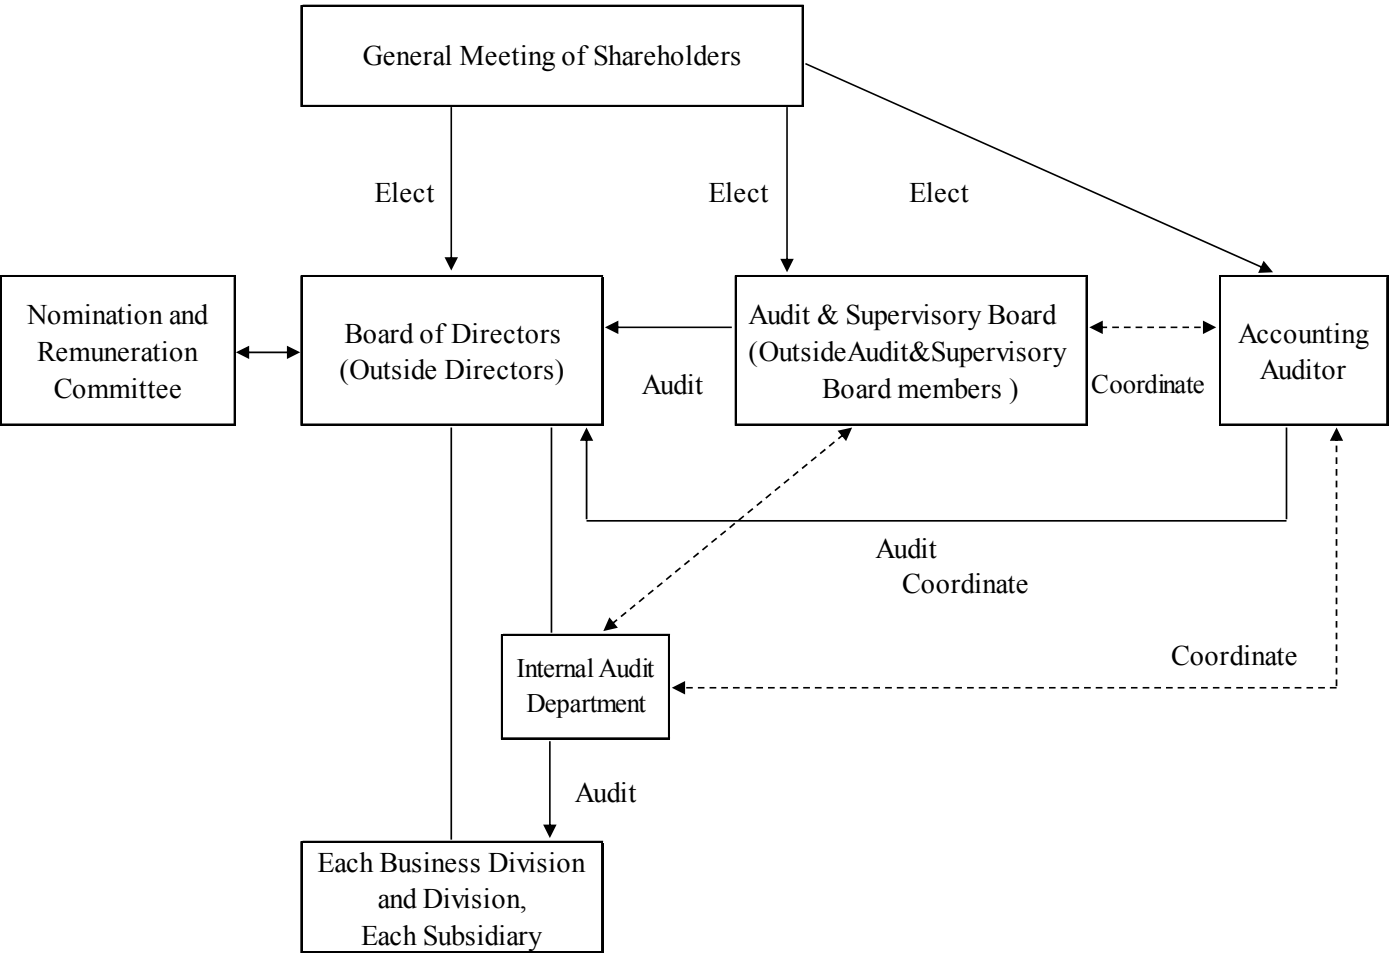 General Meeting of Shareholders
Elect
Elect
Elect
Nomination and
Remuneration
Committee
Board of Directors
(Outside Directors)
Audit
Audit & Supervisory Board
(OutsideAudit&Supervisory
Board members )
Coordinate
Accounting
Auditor
Audit
Coordinate
Coordinate
Internal Audit
Department
Audit
Each Business Division
and Division,
Each Subsidiary